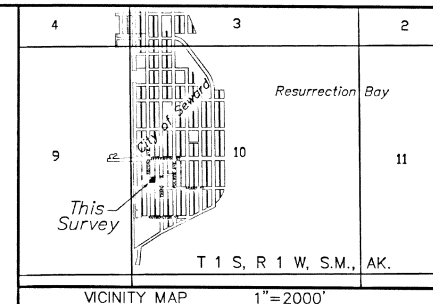 4 3 2
Resurrection Bay
City of Seward
9 10 11
This
Survey
T 1 S, R 1 W, S.M., AK.
VICINITY MAP 1"=2000'